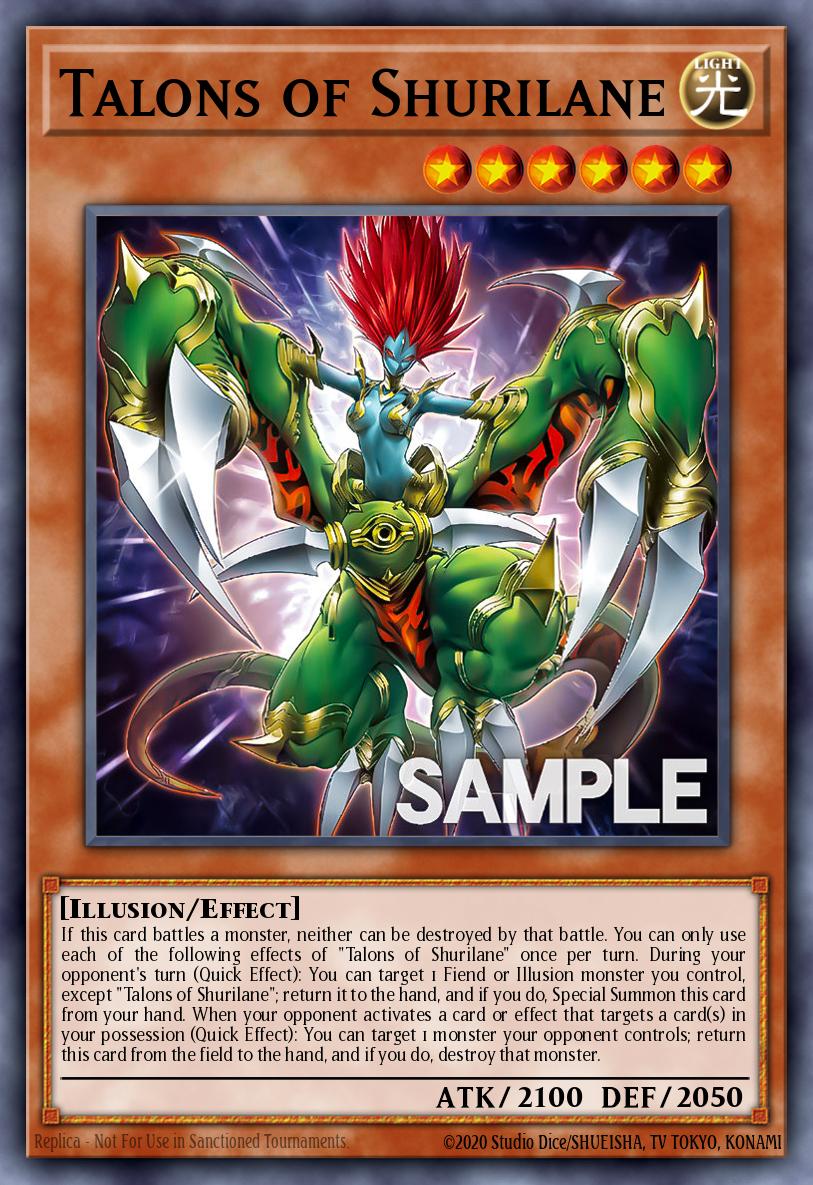 Talons of Shurilane
LIGHT
光
SAMPLE
[Illusion/Effect]
If this card battles a monster, neither can be destroyed by that battle. You can only use
each of the following effects of "Talons of Shurilane" once per turn. During your
opponent's turn (Quick Effect): You can target 1 Fiend or Illusion monster you control,
except "Talons of Shurilane"; return it to the hand, and if you do, Special Summon this card
from your hand. When your opponent activates a card or effect that targets a card(s) in
your possession (Quick Effect): You can target 1 monster your opponent controls; return
this card from the field to the hand, and if you do, destroy that monster.
ATK/2100 DEF/2050
Replica - Not For Use in Sanctioned Tournaments.
©2020 Studio Dice/SHUEISHA, TV TOKYO, KONAMI